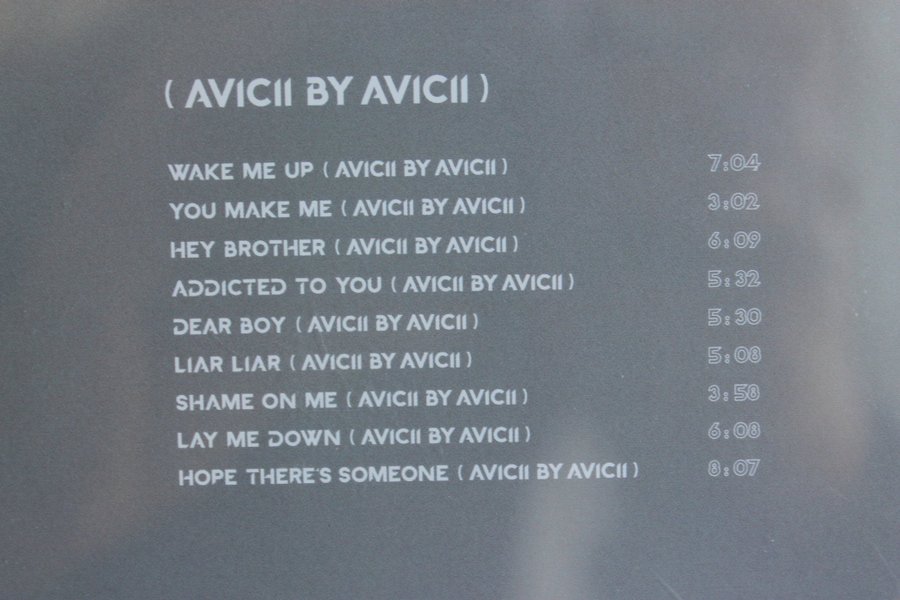 ( AVICII BY AVICII )
WAKE ME UP ( AVICII BY AVICII ) 7:04
YOU MAKE ME ( AVICII BY AVICII ) 3:02
HEY BROTHER ( AVICII BY AVICII ) 6:09
ADDICTED TO YOU ( AVICII BY AVICII ) 5:32
DEAR BOY ( AVICII BY AVICII ) 5:30
LIAR LIAR ( AVICII BY AVICII ) 5:08
SHAME ON ME ( AVICII BY AVICII ) 3:58
LAY ME DOWN ( AVICII BY AVICII ) 6:08
HOPE THERE'S SOMEONE ( AVICII BY AVICII ) 8:07